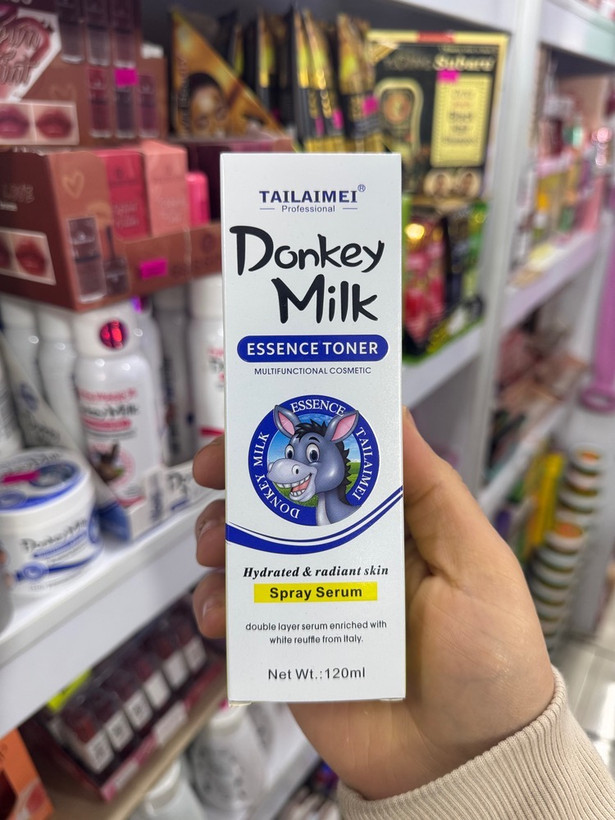 TAILAIMEI®
Professional
Donkey
Milk
ESSENCE TONER
MULTIFUNCTIONAL COSMETIC
ESSENCE
DONKEY MILK
TAILAIMEI
Hydrated & radiant skin
Spray Serum
double layer serum enriched with
white reuffle from Italy.
Net Wt.:120ml